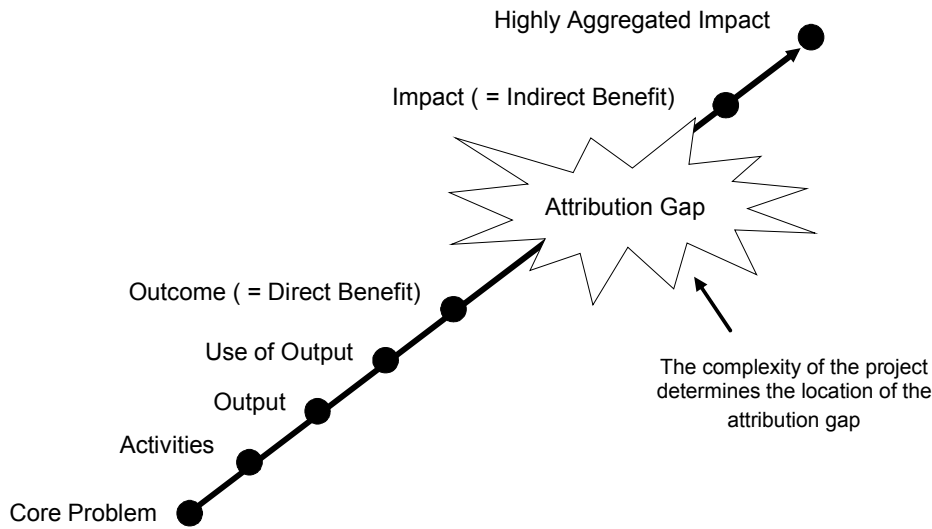 Highly Aggregated Impact
Impact ( = Indirect Benefit)
Attribution Gap
Outcome ( = Direct Benefit)
Use of Output
The complexity of the project
determines the location of the
attribution gap
Output
Activities
Core Problem